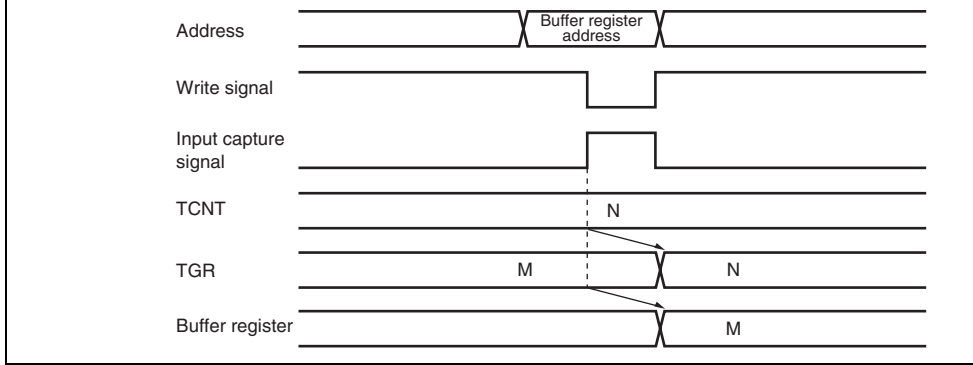 Address
Buffer register
address
Write signal
Input capture
signal
TCNT
N
TGR
M
N
Buffer register
M